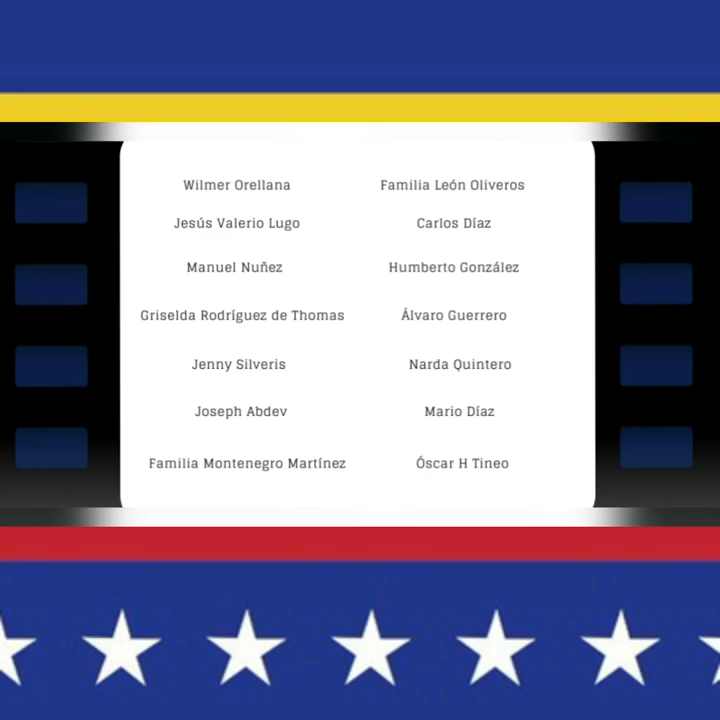 Wilmer Orellana
Familia León Oliveros
Jesús Valerio Lugo
Carlos Díaz
Manuel Nuñez
Humberto González
Griselda Rodríguez de Thomas
Álvaro Guerrero
Jenny Silveris
Narda Quintero
Joseph Abdev
Mario Díaz
Familia Montenegro Martínez
Óscar H Tineo